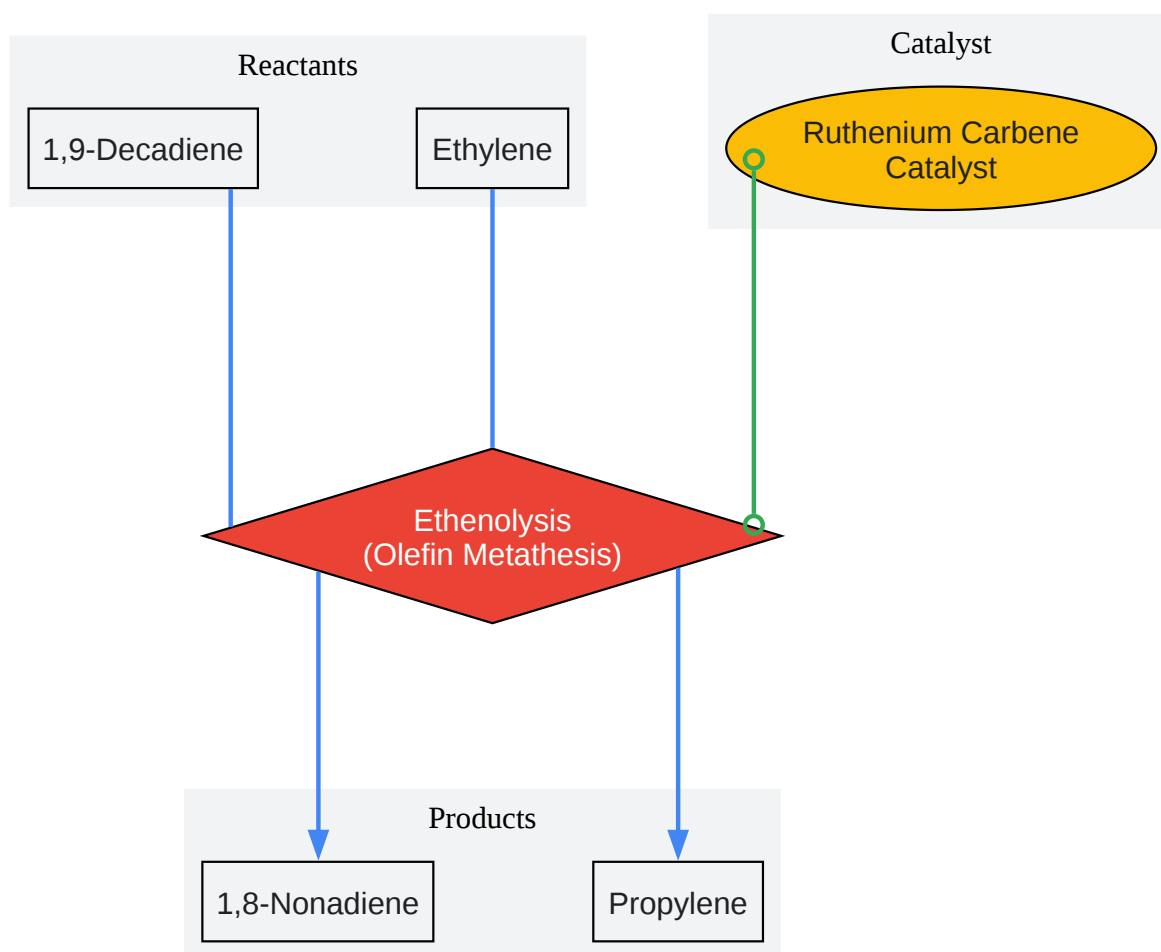 Reactants
1,9-Decadiene
Ethylene
Catalyst
Ruthenium Carbene
Catalyst
Ethenolysis
(Olefin Metathesis)
Products
1,8-Nonadiene
Propylene